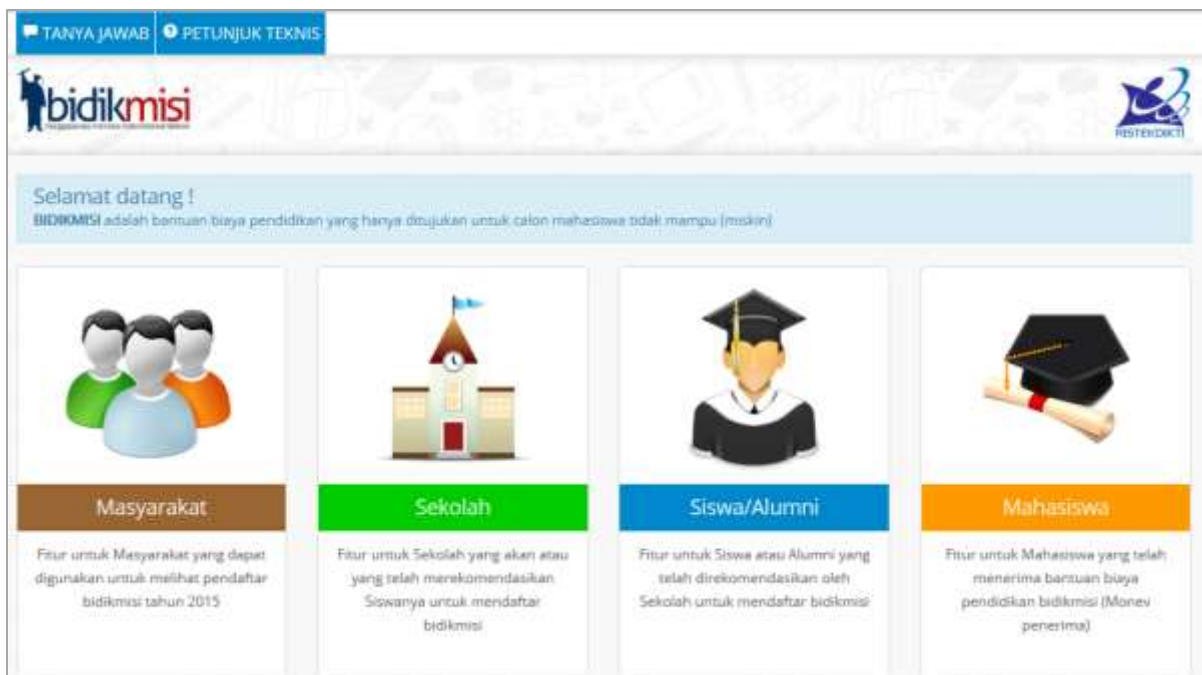 TANYA JAWAB
PETUNJUK TEKNIS
bidikmisi
RISTEKDIKTI
Selamat datang !
BIDIKMISI adalah bantuan biaya pendidikan yang hanya ditujukan untuk calon mahasiswa tidak mampu (miskin)
Masyarakat
Fitur untuk Masyarakat yang dapat
digunakan untuk melihat pendaftar
bidikmisi tahun 2015
Sekolah
Fitur untuk Sekolah yang akan atau
yang telah merekomendasikan
Siswanya untuk mendaftar
bidikmisi
Siswa/Alumni
Fitur untuk Siswa atau Alumni yang
telah direkomendasikan oleh
Sekolah untuk mendaftar bidikmisi
Mahasiswa
Fitur untuk Mahasiswa yang telah
menerima bantuan biaya
pendidikan bidikmisi (Monev
penerima)